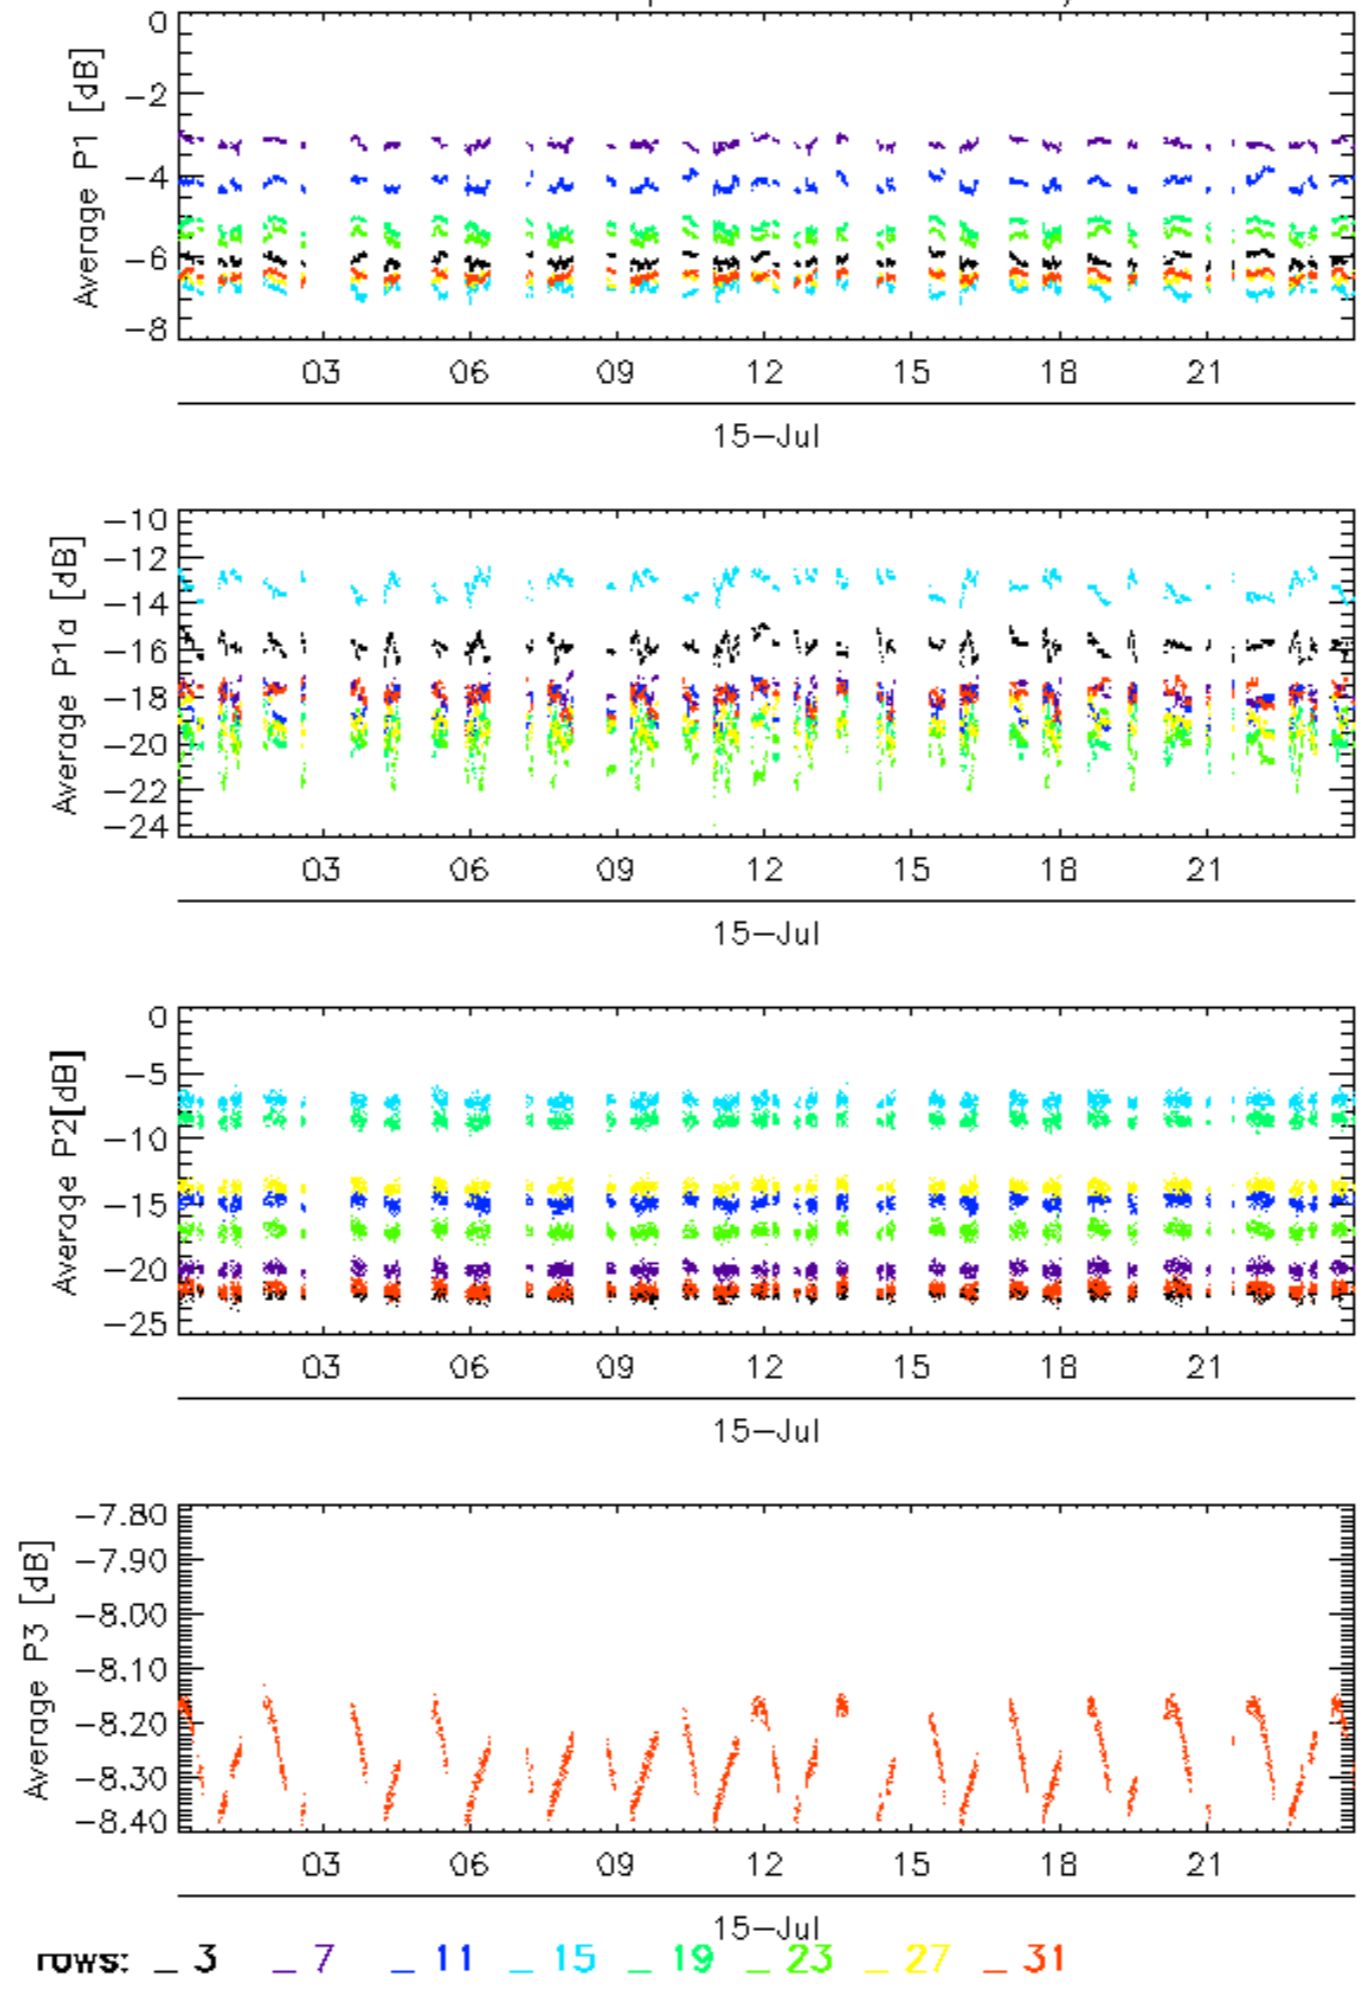 0
-2
-4
-6
-8
Average P1 [dB]
03 06 09 12 15 18 21
15-Jul
-10
-12
-14
-16
-18
-20
-22
-24
Average P1a [dB]
03 06 09 12 15 18 21
15-Jul
0
-5
-10
-15
-20
-25
Average P2[dB]
03 06 09 12 15 18 21
15-Jul
-7.80
-7.90
-8.00
-8.10
-8.20
-8.30
-8.40
Average P3 [dB]
03 06 09 12 15 18 21
15-Jul
rows: _ 3 _ 7 _ 11 _ 15 _ 19 _ 23 _ 27 _ 31